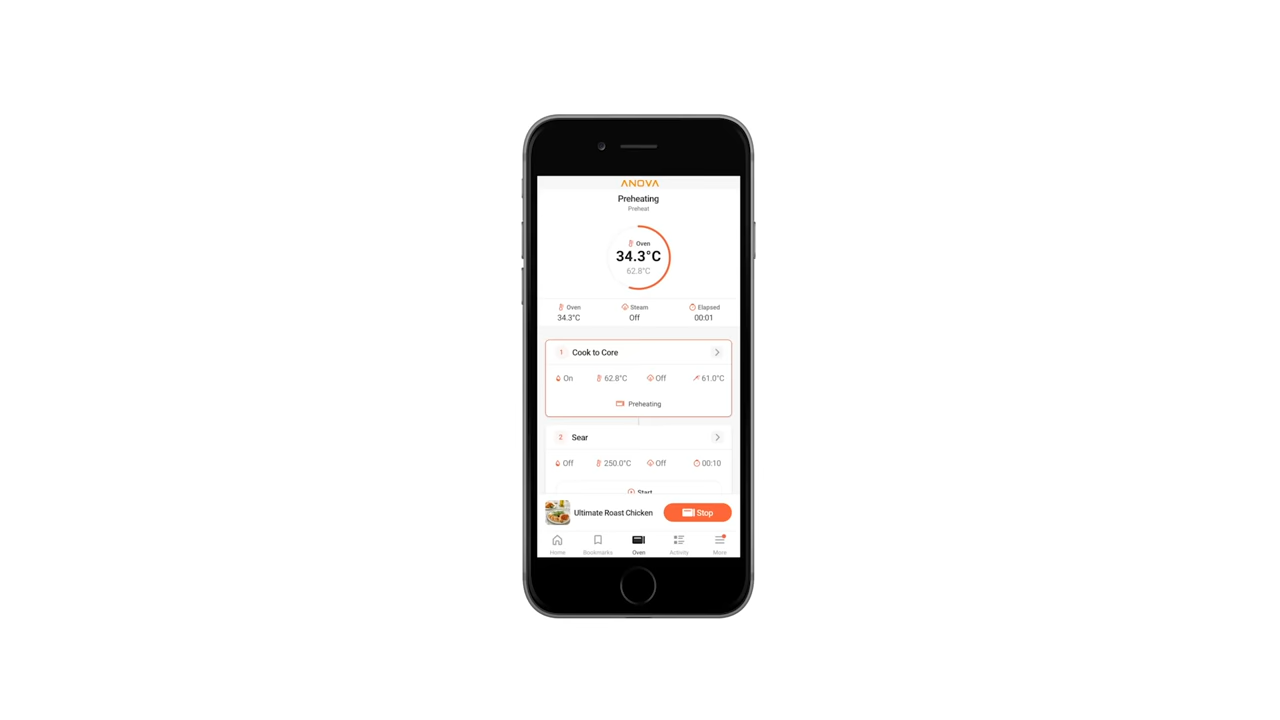 ANOVA
Preheating
Preheat
Oven
34.3°C
62.8°C
Oven Steam Elapsed
34.3°C Off 00:01
1 Cook to Core
On 62.8°C Off 61.0°C
Preheating
2 Sear
Off 250.0°C Off 00:10
Start
Ultimate Roast Chicken Stop
Home Bookmarks Oven Activity More